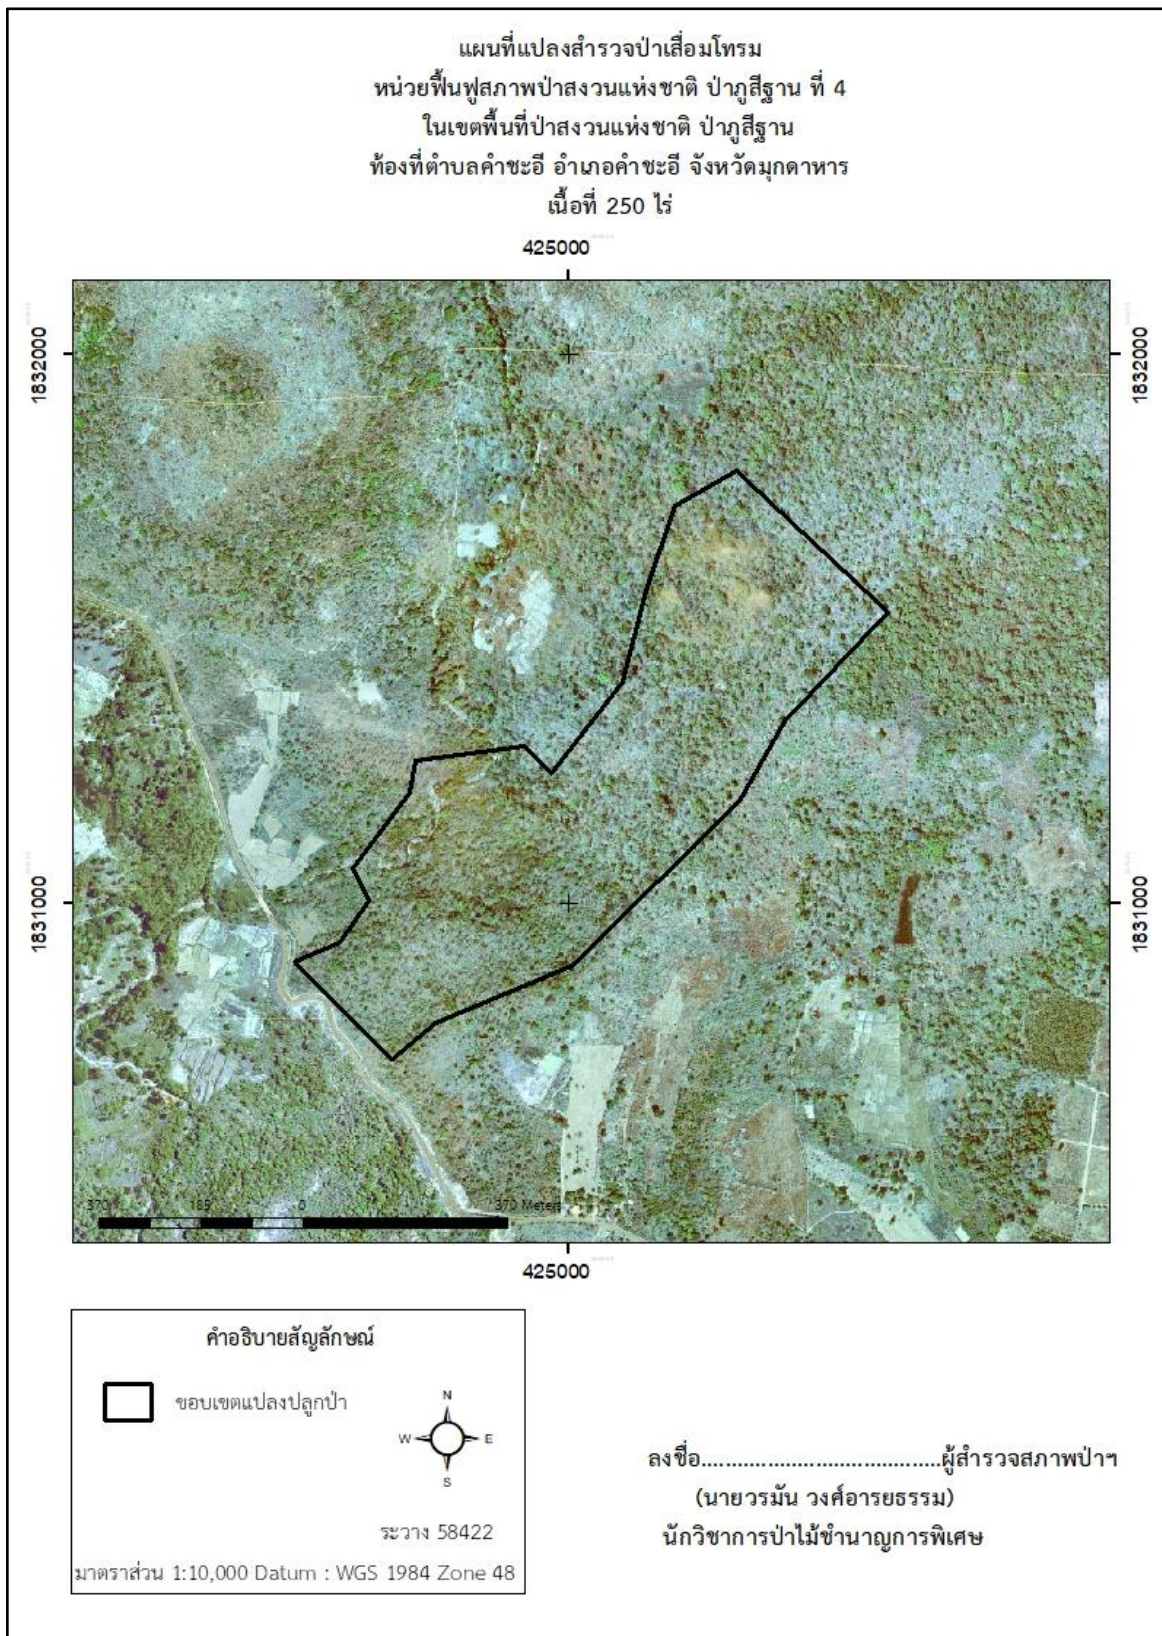 แผนที่แปลงสำรวจป่าเสื่อมโทรม
หน่วยฟื้นฟูสภาพป่าสงวนแห่งชาติ ป่าภูสีฐาน ที่ 4
ในเขตพื้นที่ป่าสงวนแห่งชาติ ป่าภูสีฐาน
ท้องที่ตำบลคำชะอี อำเภอคำชะอี จังหวัดมุกดาหาร
เนื้อที่ 250 ไร่
425000
1832000
1832000
1831000
1831000
370 185 0 370 Meters
425000
คำอธิบายสัญลักษณ์
ขอบเขตแปลงปลูกป่า
N
W E
S
ระวาง 58422
มาตราส่วน 1:10,000 Datum : WGS 1984 Zone 48
ลงชื่อ........................................ผู้สำรวจสภาพป่าฯ
(นายวรมัน วงศ์อารยธรรม)
นักวิชาการป่าไม้ชำนาญการพิเศษ